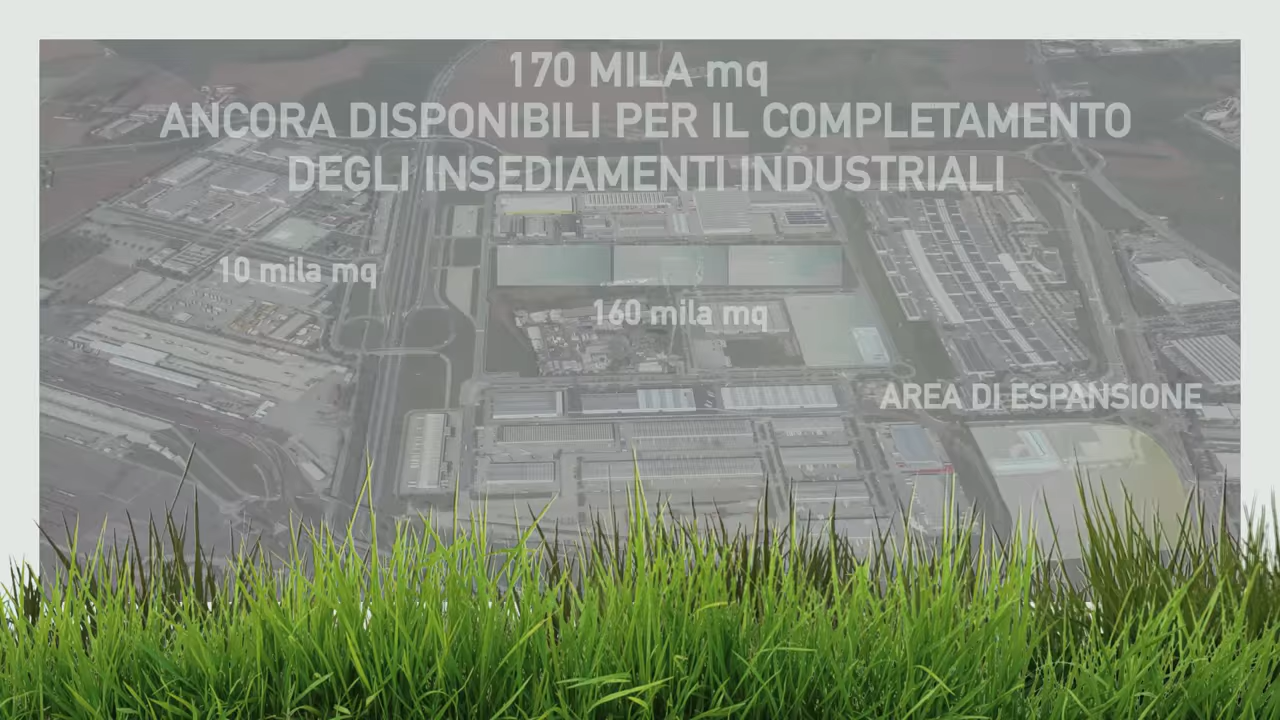 170 MILA mq
ANCORA DISPONIBILI PER IL COMPLETAMENTO
DEGLI INSEDIAMENTI INDUSTRIALI
10 mila mq
160 mila mq
AREA DI ESPANSIONE